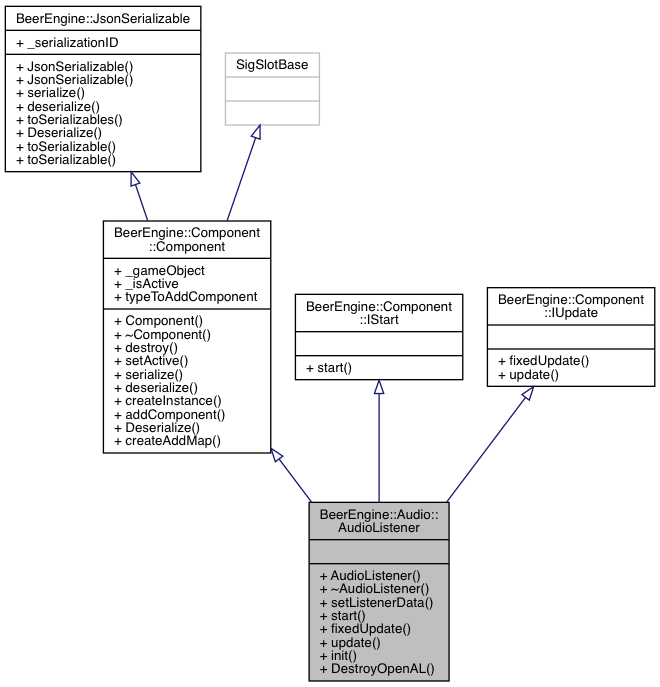 BeerEngine::JsonSerializable
+ _serializationID
+ JsonSerializable()
+ JsonSerializable()
+ serialize()
+ deserialize()
+ toSerializables()
+ Deserialize()
+ toSerializable()
+ toSerializable()
SigSlotBase
BeerEngine::Component
::Component
+ _gameObject
+ _isActive
+ typeToAddComponent
+ Component()
+ ~Component()
+ destroy()
+ setActive()
+ serialize()
+ deserialize()
+ createInstance()
+ addComponent()
+ Deserialize()
+ createAddMap()
BeerEngine::Component
::IStart
+ start()
BeerEngine::Component
::IUpdate
+ fixedUpdate()
+ update()
BeerEngine::Audio::
AudioListener
+ AudioListener()
+ ~AudioListener()
+ setListenerData()
+ start()
+ fixedUpdate()
+ update()
+ init()
+ DestroyOpenAL()